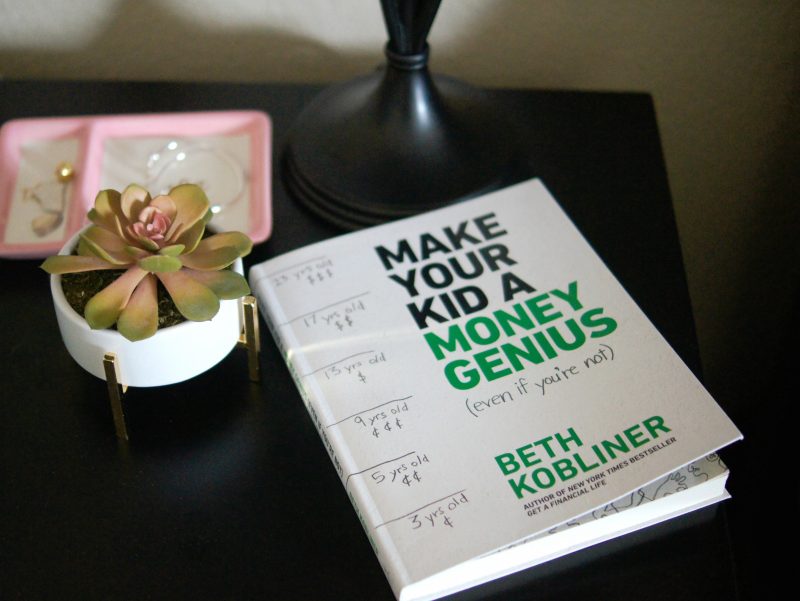 MAKE
YOUR
KID A
MONEY
GENIUS
(even if you're not)
BETH
KOBLINER
AUTHOR OF NEW YORK TIMES BESTSELLER
GET A FINANCIAL LIFE
23 yrs old
$$$
17 yrs old
$$
13 yrs old
$
9 yrs old
¢ ¢ ¢
5 yrs old
¢ ¢
3 yrs old
¢